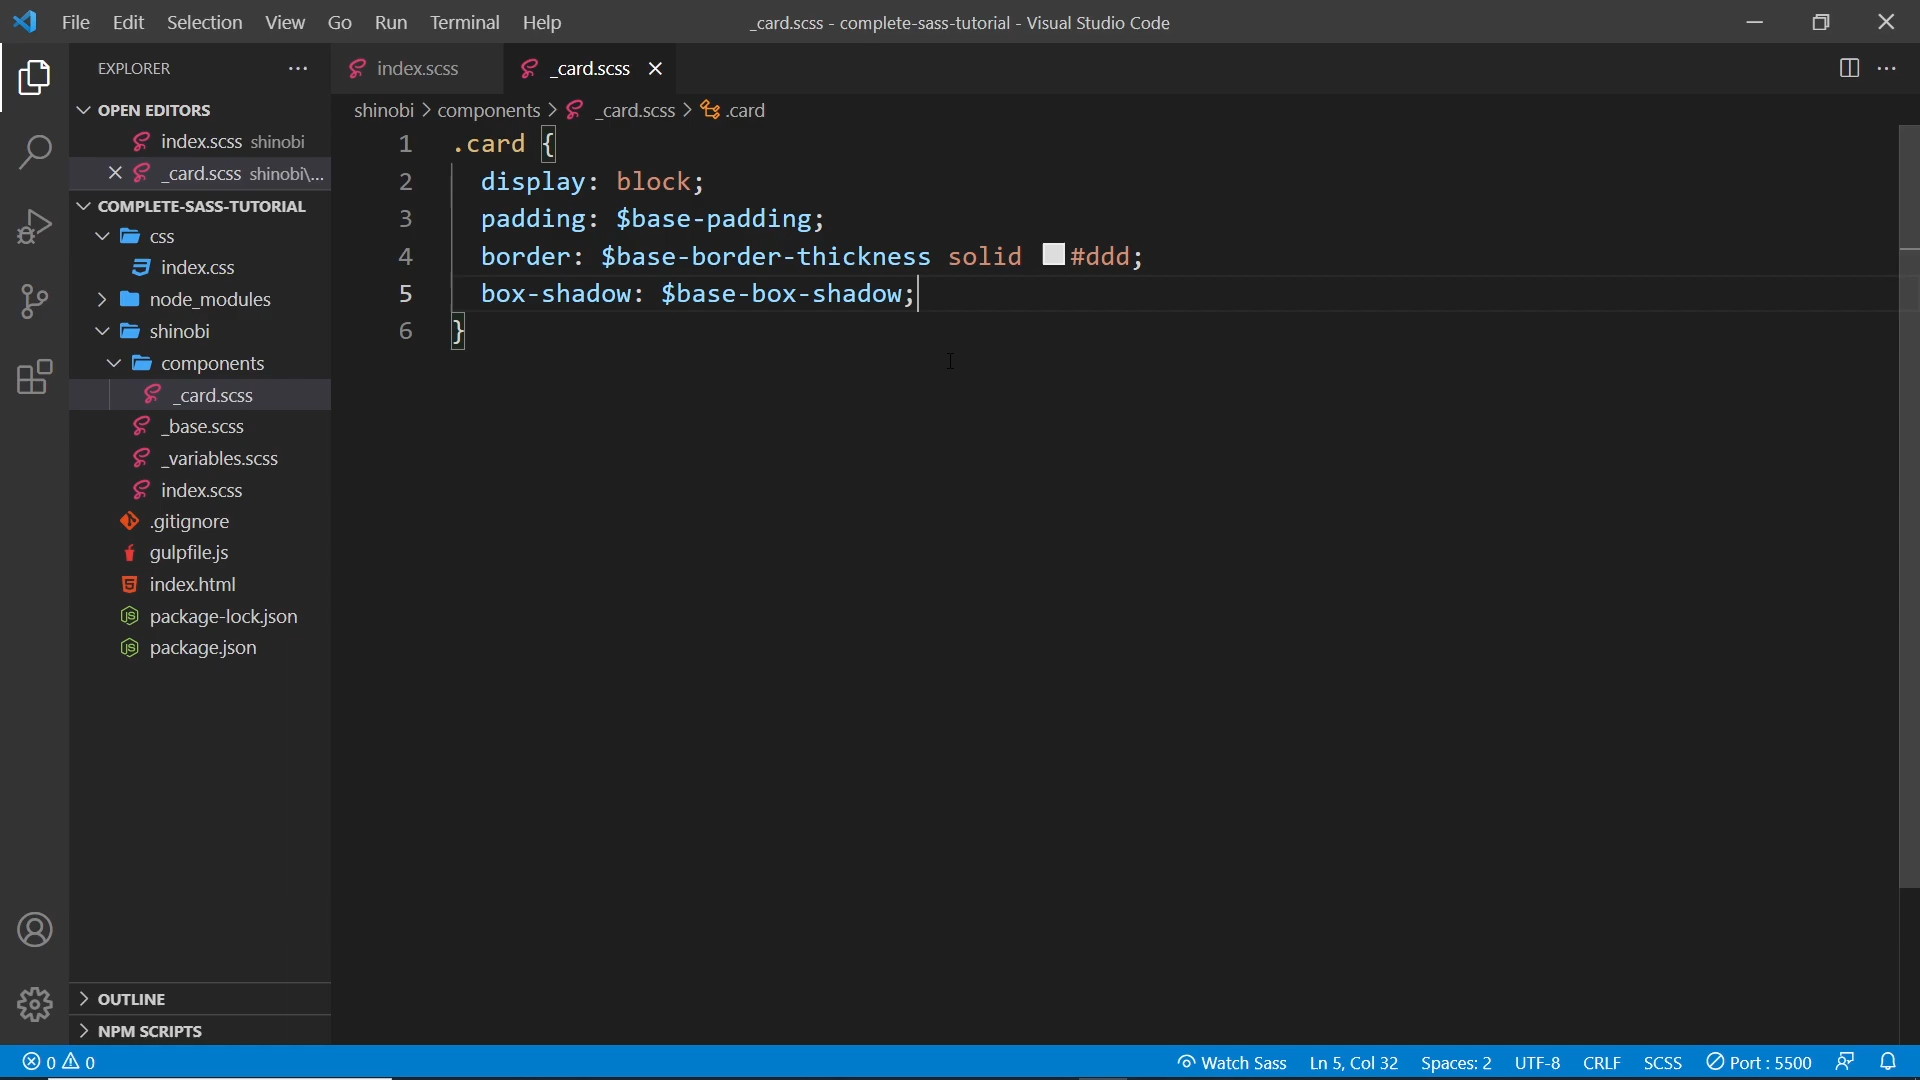 File Edit Selection View Go Run Terminal Help
_card.scss - complete-sass-tutorial - Visual Studio Code
EXPLORER
OPEN EDITORS
index.scss shinobi
_card.scss shinobi\...
COMPLETE-SASS-TUTORIAL
css
index.css
node_modules
shinobi
components
_card.scss
_base.scss
_variables.scss
index.scss
.gitignore
gulpfile.js
index.html
package-lock.json
package.json
OUTLINE
NPM SCRIPTS
index.scss _card.scss
shinobi > components > _card.scss > .card
1 .card {
2 display: block;
3 padding: $base-padding;
4 border: $base-border-thickness solid #ddd;
5 box-shadow: $base-box-shadow;
6 }
0 0 Watch Sass Ln 5, Col 32 Spaces: 2 UTF-8 CRLF SCSS Port : 5500